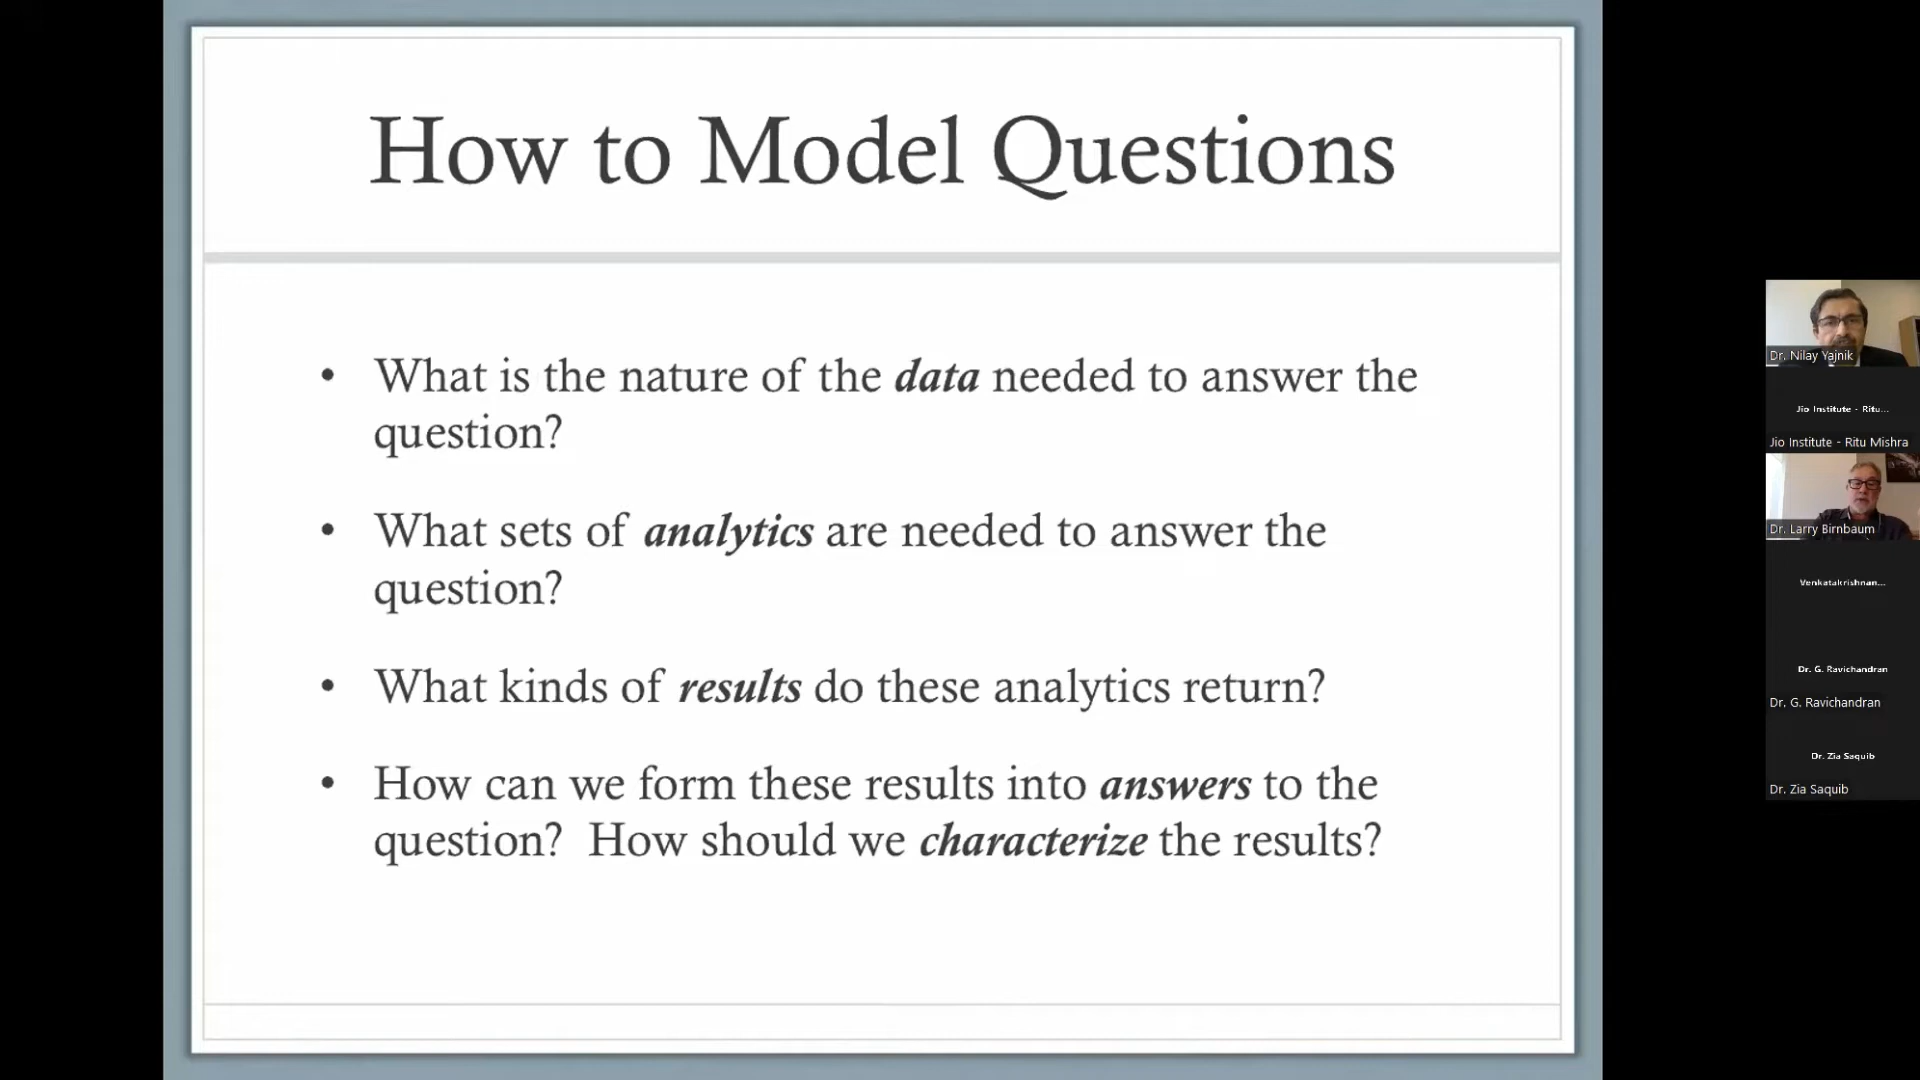 How to Model Questions
• What is the nature of the data needed to answer the
question?
• What sets of analytics are needed to answer the
question?
• What kinds of results do these analytics return?
• How can we form these results into answers to the
question? How should we characterize the results?
Dr. Nilay Yajnik
Jio Institute - Ritu...
Jio Institute - Ritu Mishra
Dr. Larry Birnbaum
Venkatakrishnan...
Dr. G. Ravichandran
Dr. G. Ravichandran
Dr. Zia Saquib
Dr. Zia Saquib